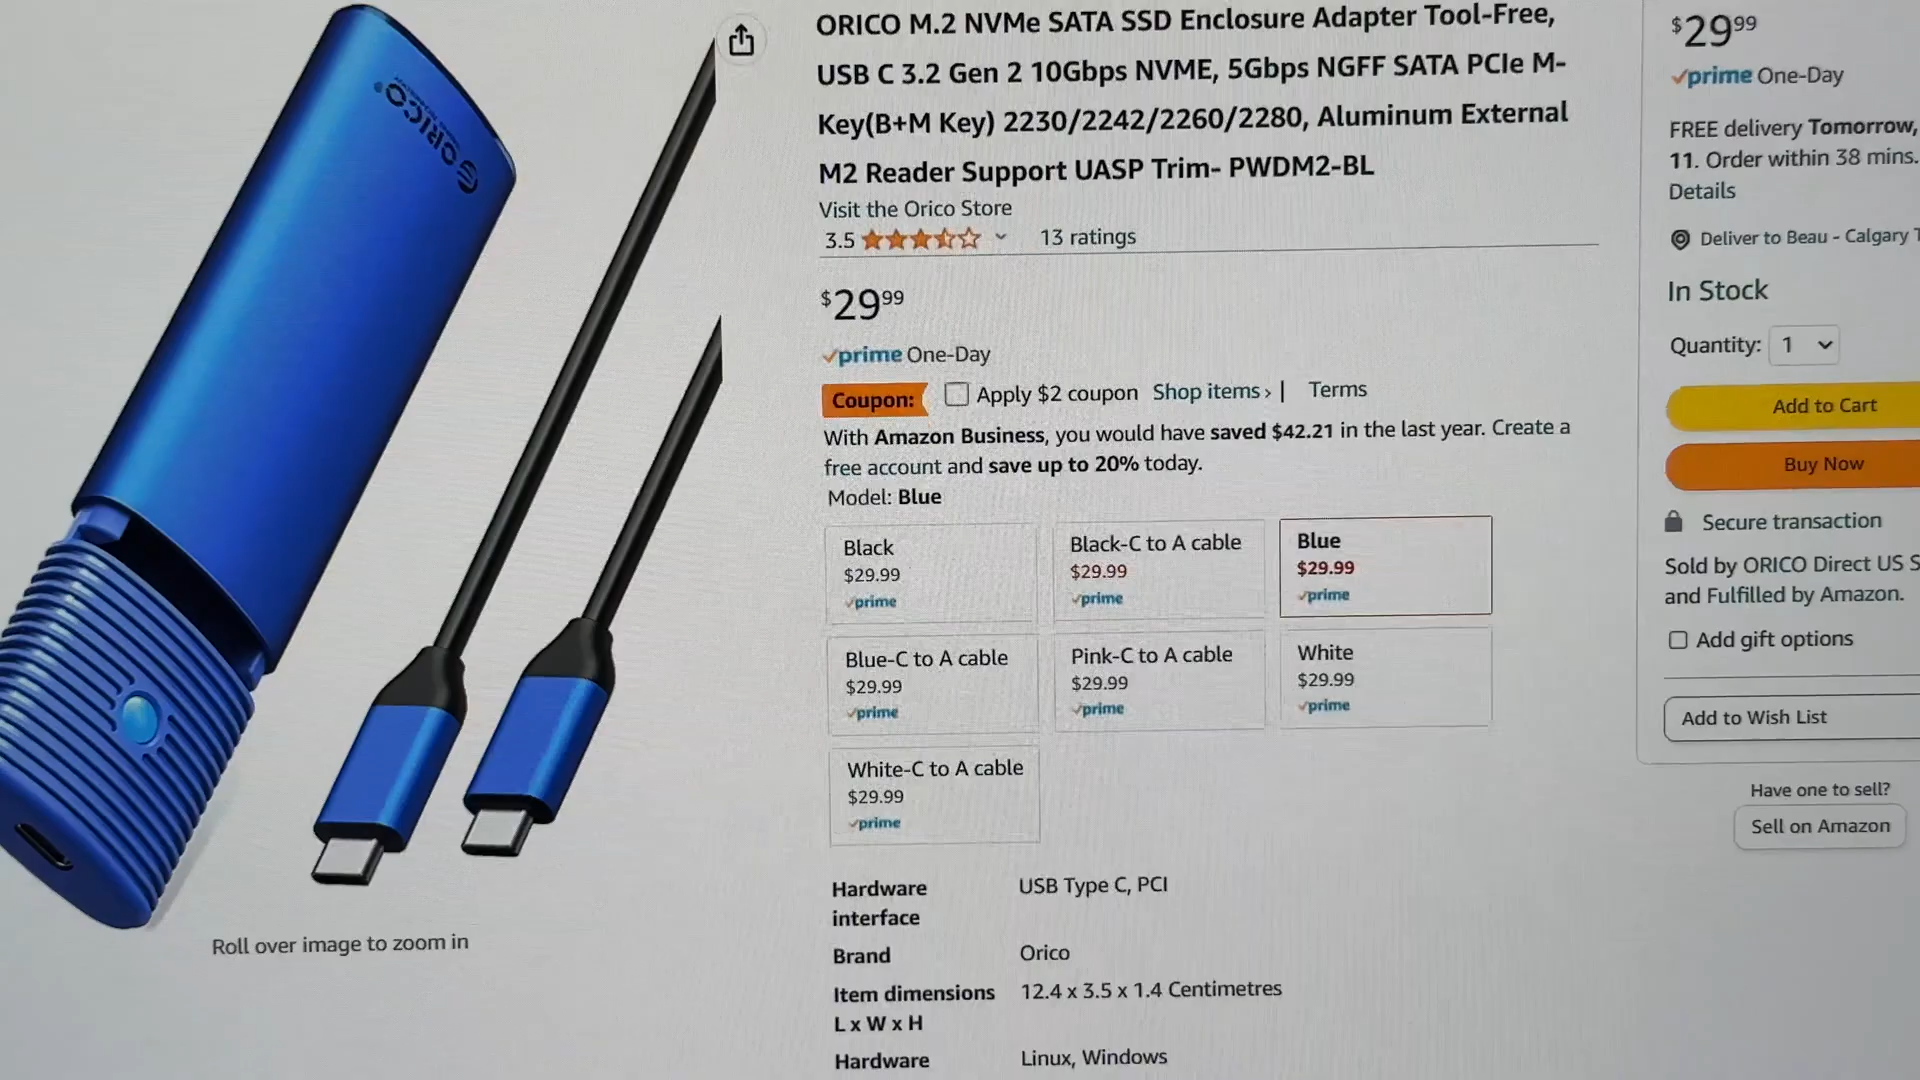 ORICO
ORICO M.2 NVMe SATA SSD Enclosure Adapter Tool-Free,
USB C 3.2 Gen 2 10Gbps NVME, 5Gbps NGFF SATA PCIe M-
Key(B+M Key) 2230/2242/2260/2280, Aluminum External
M2 Reader Support UASP Trim- PWDM2-BL
Visit the Orico Store
3.5 13 ratings
$29 99
prime One-Day
Coupon: Apply $2 coupon Shop items › | Terms
With Amazon Business, you would have saved $42.21 in the last year. Create a
free account and save up to 20% today.
Model: Blue
Black
$29.99
prime
Black-C to A cable
$29.99
prime
Blue
$29.99
prime
Blue-C to A cable
$29.99
prime
Pink-C to A cable
$29.99
prime
White
$29.99
prime
White-C to A cable
$29.99
prime
Hardware USB Type C, PCI
interface
Brand Orico
Item dimensions 12.4 x 3.5 x 1.4 Centimetres
L x W x H
Hardware Linux, Windows
Roll over image to zoom in
$29 99
prime One-Day
FREE delivery Tomorrow,
11. Order within 38 mins.
Details
Deliver to Beau - Calgary T
In Stock
Quantity: 1
Add to Cart
Buy Now
Secure transaction
Sold by ORICO Direct US S
and Fulfilled by Amazon.
Add gift options
Add to Wish List
Have one to sell?
Sell on Amazon